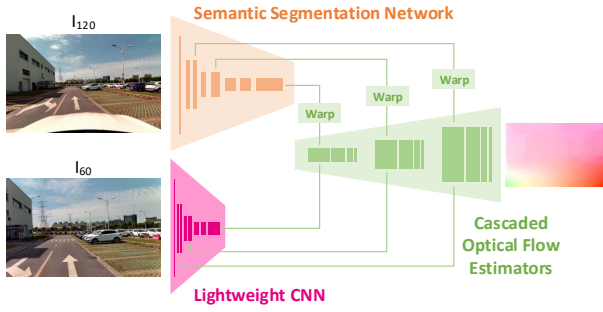 Semantic Segmentation Network
I120
Warp
Warp
Warp
I60
Cascaded
Optical Flow
Estimators
Lightweight CNN